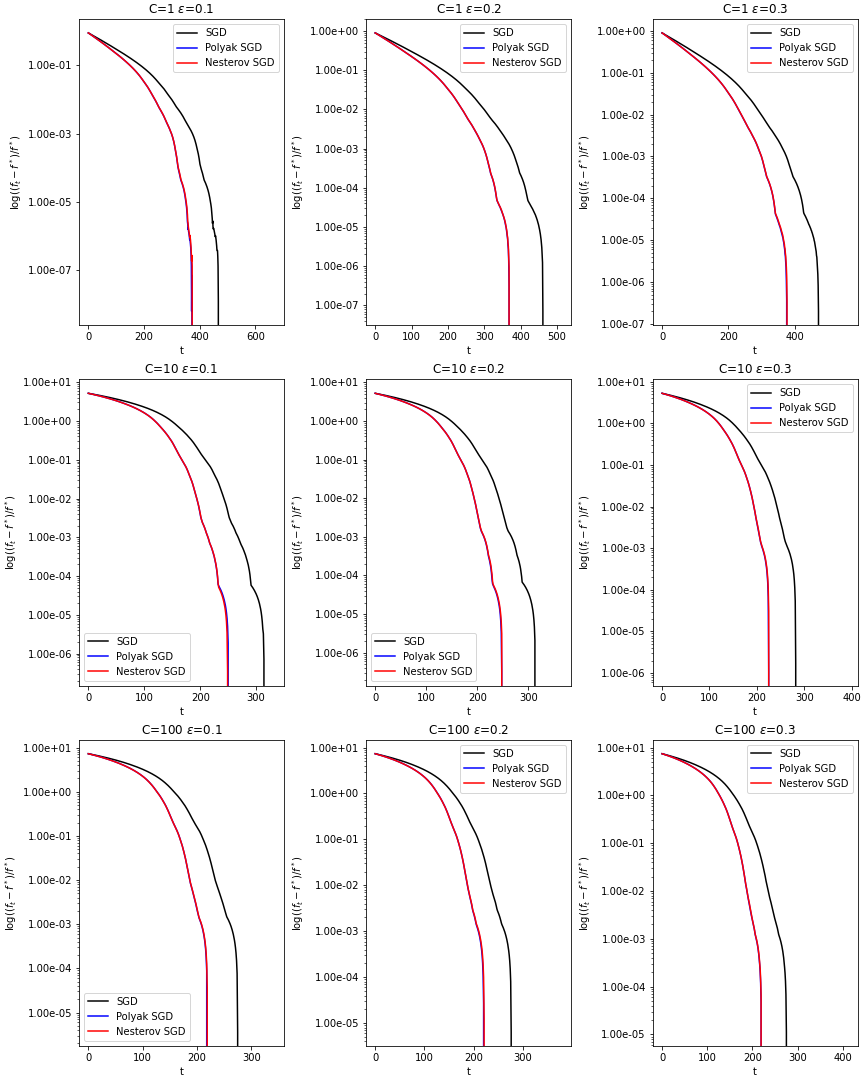 C=1 ε=0.1
SGD
Polyak SGD
Nesterov SGD
1.00e-01
1.00e-03
1.00e-05
1.00e-07
log((f_t − f*)/f*)
0 200 400 600
t
C=1 ε=0.2
SGD
Polyak SGD
Nesterov SGD
1.00e+00
1.00e-01
1.00e-02
1.00e-03
1.00e-04
1.00e-05
1.00e-06
1.00e-07
log((f_t − f*)/f*)
0 100 200 300 400 500
t
C=1 ε=0.3
SGD
Polyak SGD
Nesterov SGD
1.00e+00
1.00e-01
1.00e-02
1.00e-03
1.00e-04
1.00e-05
1.00e-06
1.00e-07
log((f_t − f*)/f*)
0 200 400
t
C=10 ε=0.1
1.00e+01
1.00e+00
1.00e-01
1.00e-02
1.00e-03
1.00e-04
1.00e-05
1.00e-06
log((f_t − f*)/f*)
SGD
Polyak SGD
Nesterov SGD
0 100 200 300
t
C=10 ε=0.2
1.00e+01
1.00e+00
1.00e-01
1.00e-02
1.00e-03
1.00e-04
1.00e-05
1.00e-06
log((f_t − f*)/f*)
SGD
Polyak SGD
Nesterov SGD
0 100 200 300
t
C=10 ε=0.3
SGD
Polyak SGD
Nesterov SGD
1.00e+01
1.00e+00
1.00e-01
1.00e-02
1.00e-03
1.00e-04
1.00e-05
1.00e-06
log((f_t − f*)/f*)
0 100 200 300 400
t
C=100 ε=0.1
1.00e+01
1.00e+00
1.00e-01
1.00e-02
1.00e-03
1.00e-04
1.00e-05
log((f_t − f*)/f*)
SGD
Polyak SGD
Nesterov SGD
0 100 200 300
t
C=100 ε=0.2
SGD
Polyak SGD
Nesterov SGD
1.00e+01
1.00e+00
1.00e-01
1.00e-02
1.00e-03
1.00e-04
1.00e-05
log((f_t − f*)/f*)
0 100 200 300
t
C=100 ε=0.3
SGD
Polyak SGD
Nesterov SGD
1.00e+01
1.00e+00
1.00e-01
1.00e-02
1.00e-03
1.00e-04
1.00e-05
log((f_t − f*)/f*)
0 100 200 300 400
t